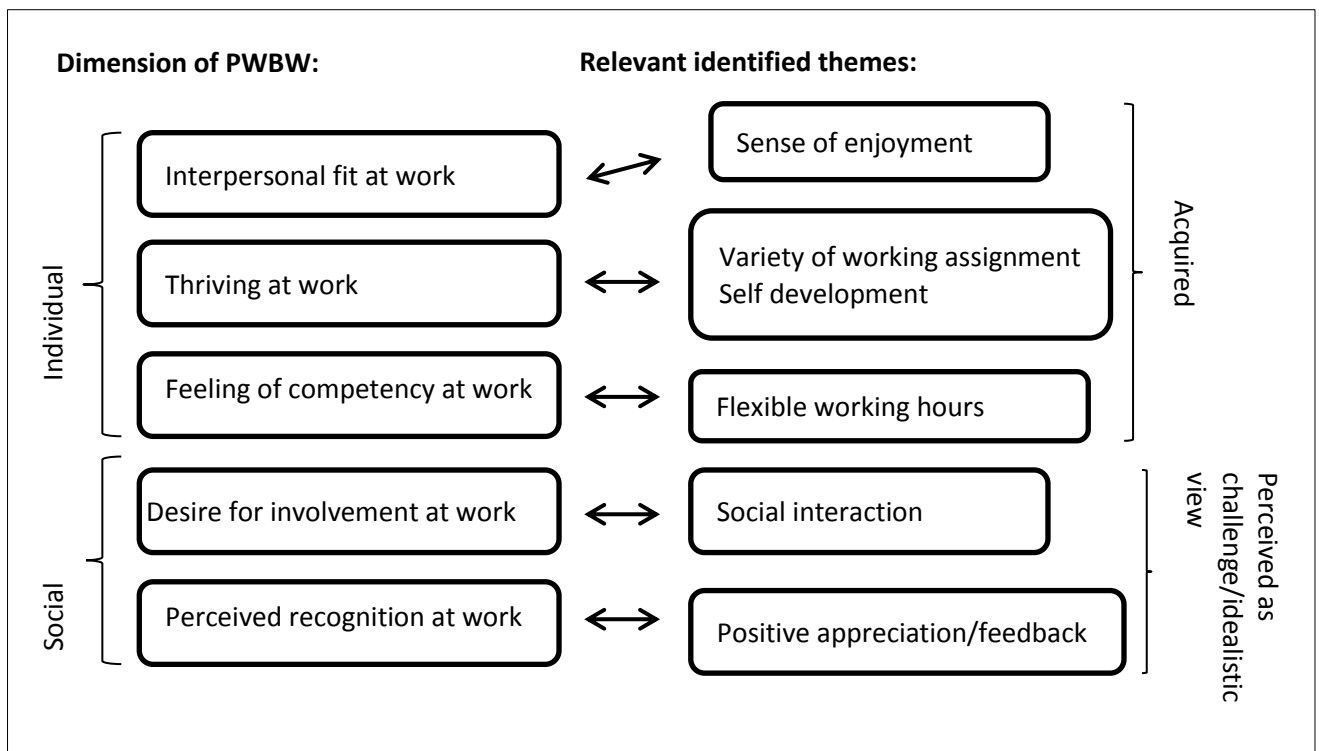 Dimension of PWBW:
Relevant identified themes:
Individual
Interpersonal fit at work
Sense of enjoyment
Thriving at work
Variety of working assignment
Self development
Feeling of competency at work
Flexible working hours
Acquired
Social
Desire for involvement at work
Social interaction
Perceived recognition at work
Positive appreciation/feedback
Perceived as
challenge/idealistic
view